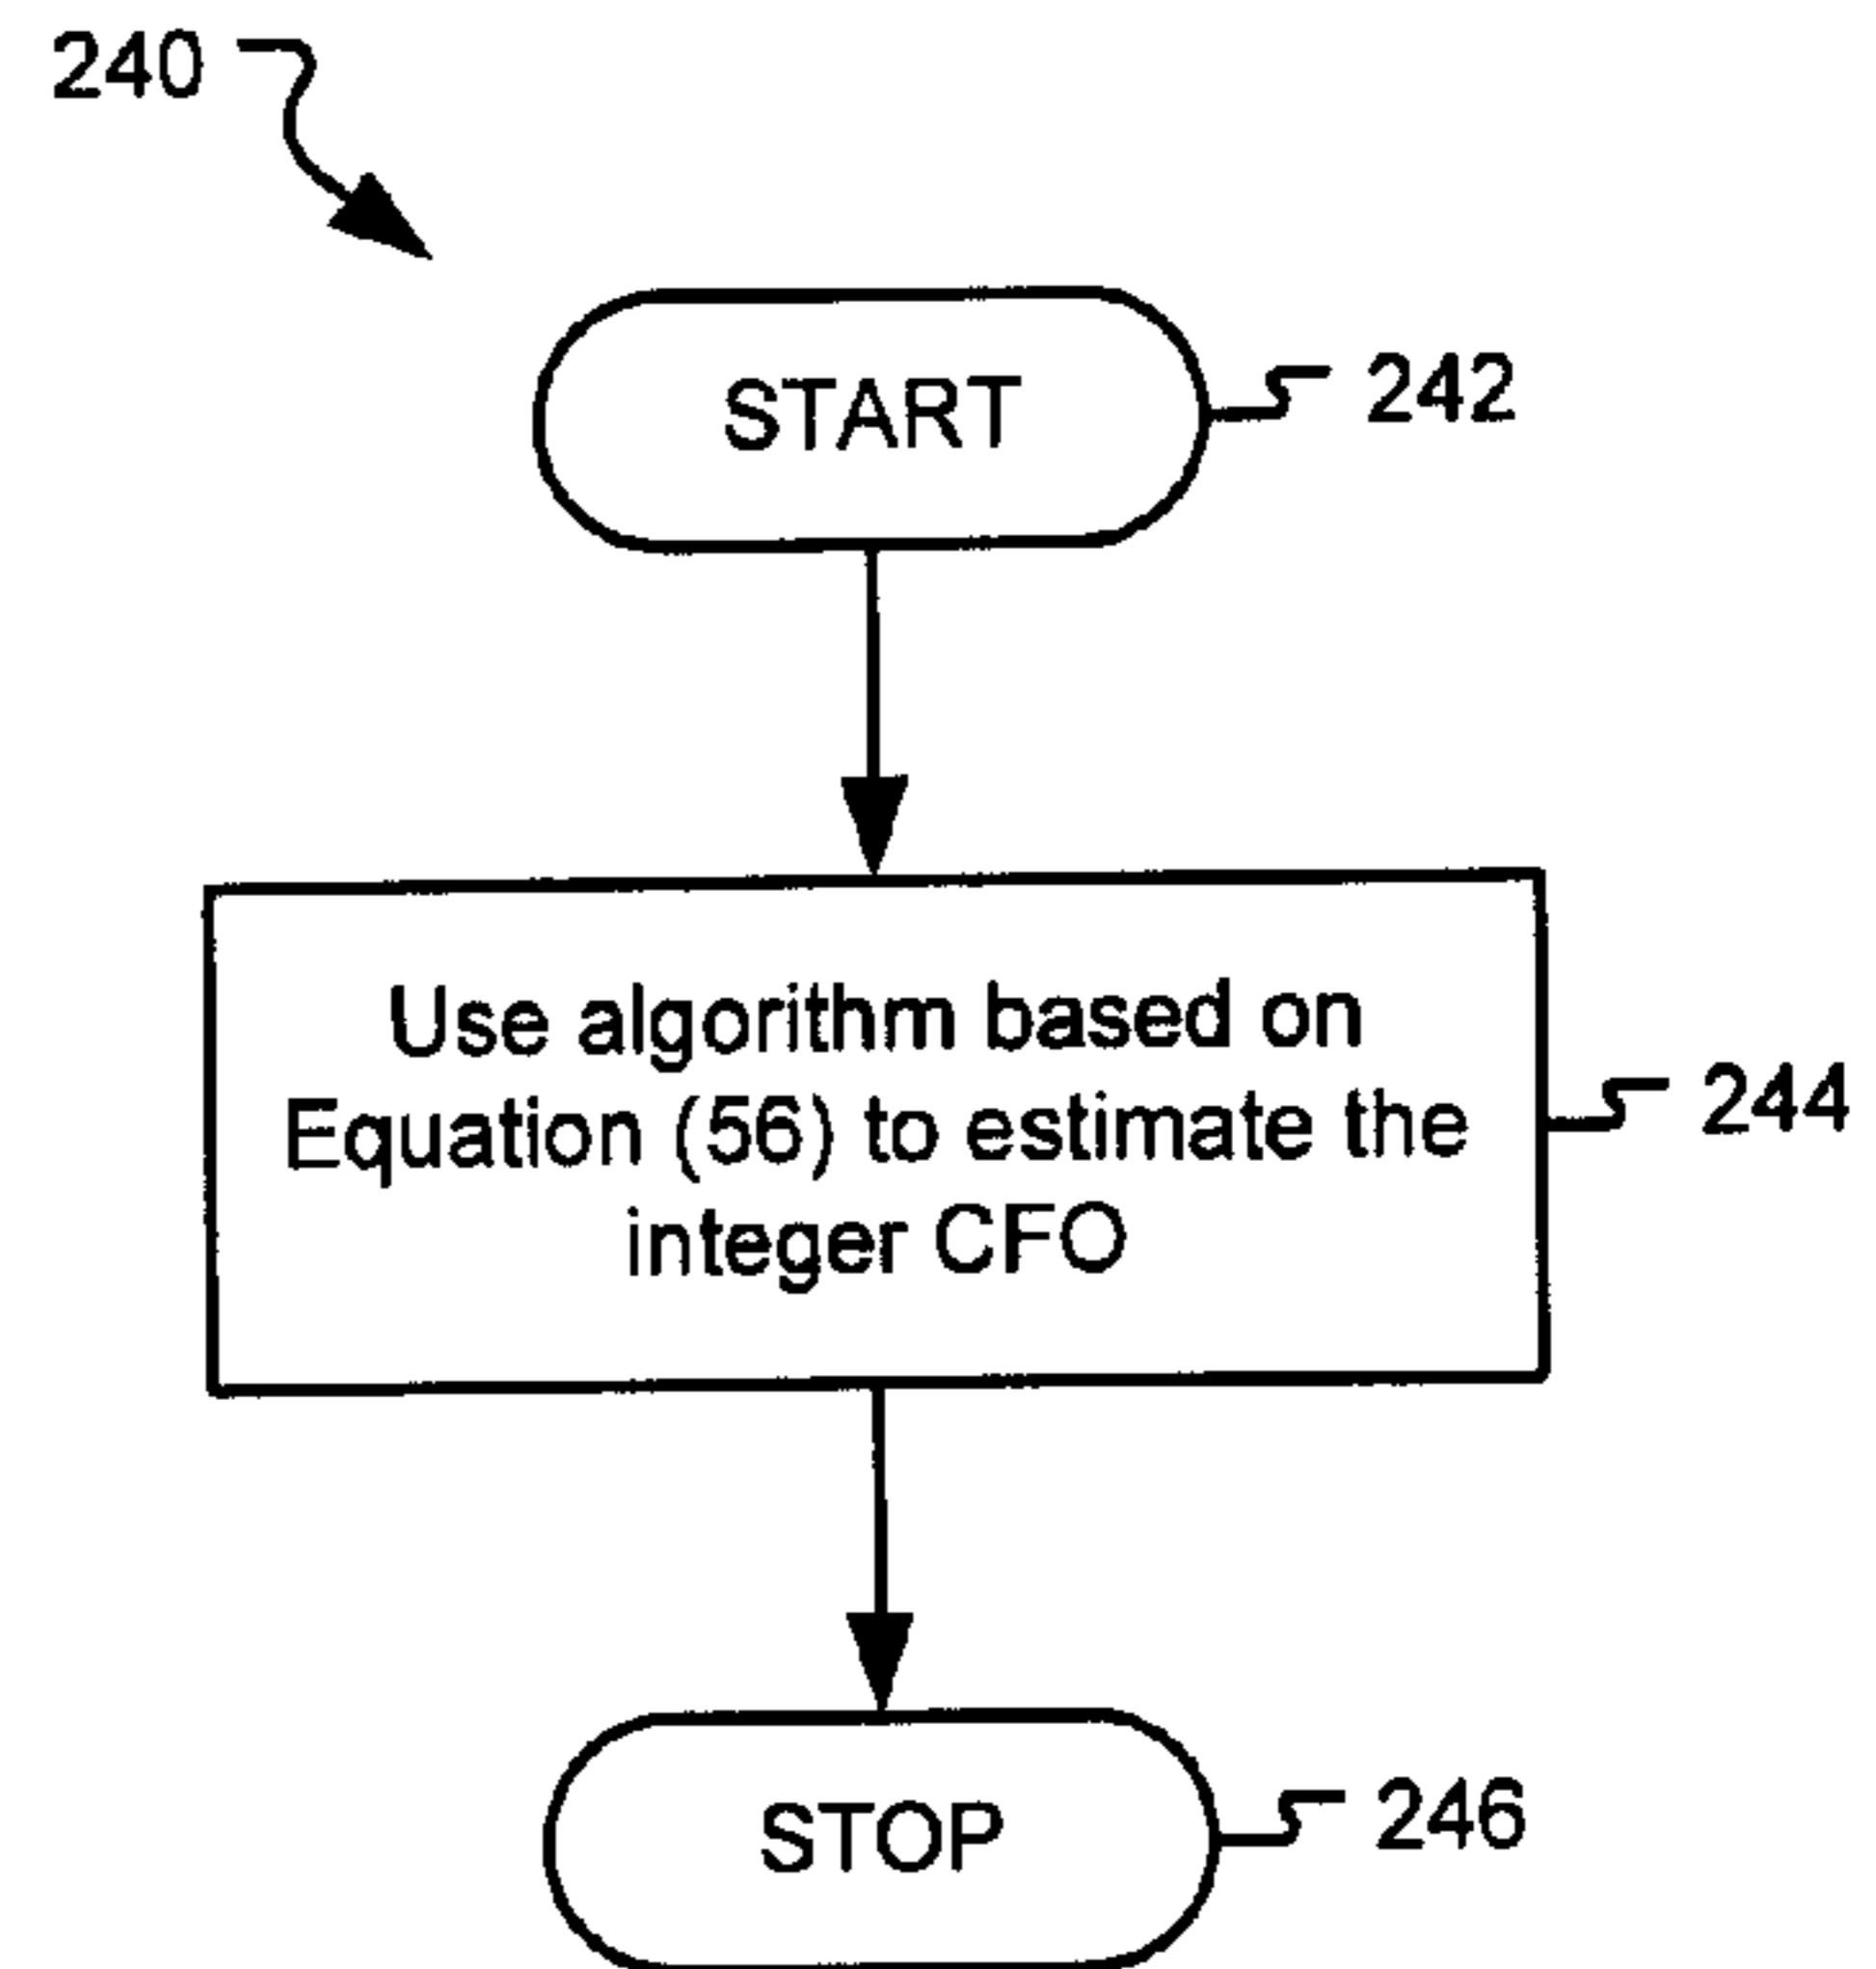 240
START
242
Use algorithm based on
Equation (56) to estimate the
integer CFO
244
STOP
246